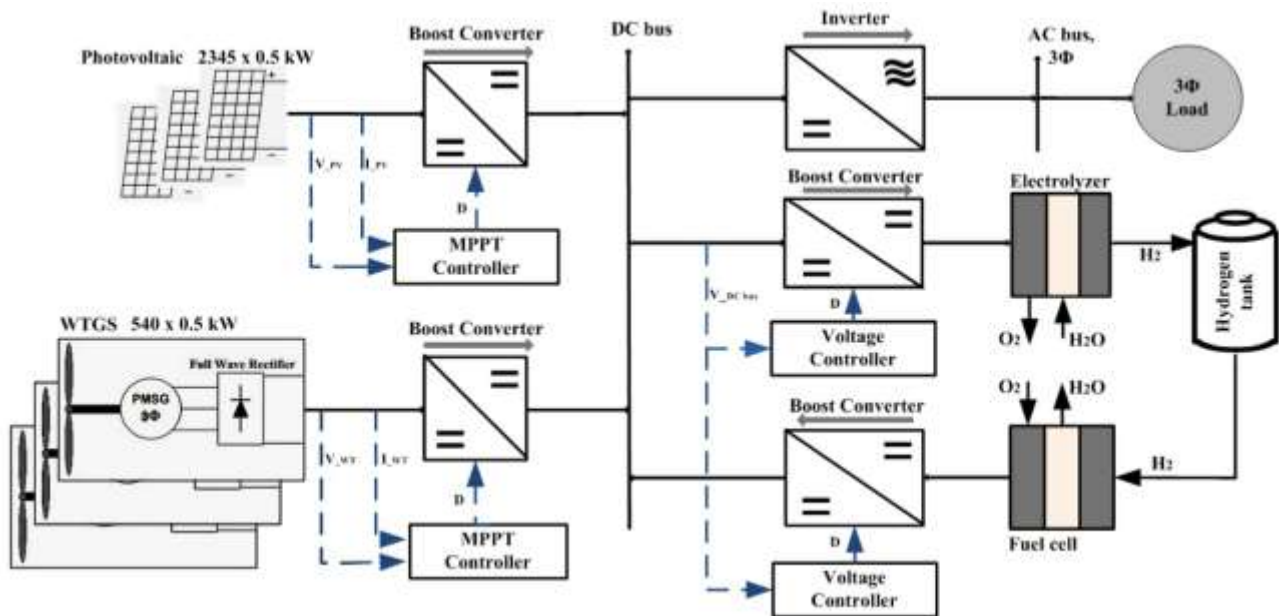 Photovoltaic 2345 x 0.5 kW
+
−
−
−
Boost Converter
V_PV
I_PV
D
MPPT
Controller
WTGS 540 x 0.5 kW
Full Wave Rectifier
PMSG
3Φ
Boost Converter
V_WT
I_WT
D
MPPT
Controller
DC bus
Inverter
AC bus,
3Φ
3Φ
Load
Boost Converter
V_DC bus
D
Voltage
Controller
Electrolyzer
H2
O2
H2O
Hydrogen
tank
Boost Converter
D
Voltage
Controller
O2
H2O
H2
Fuel cell